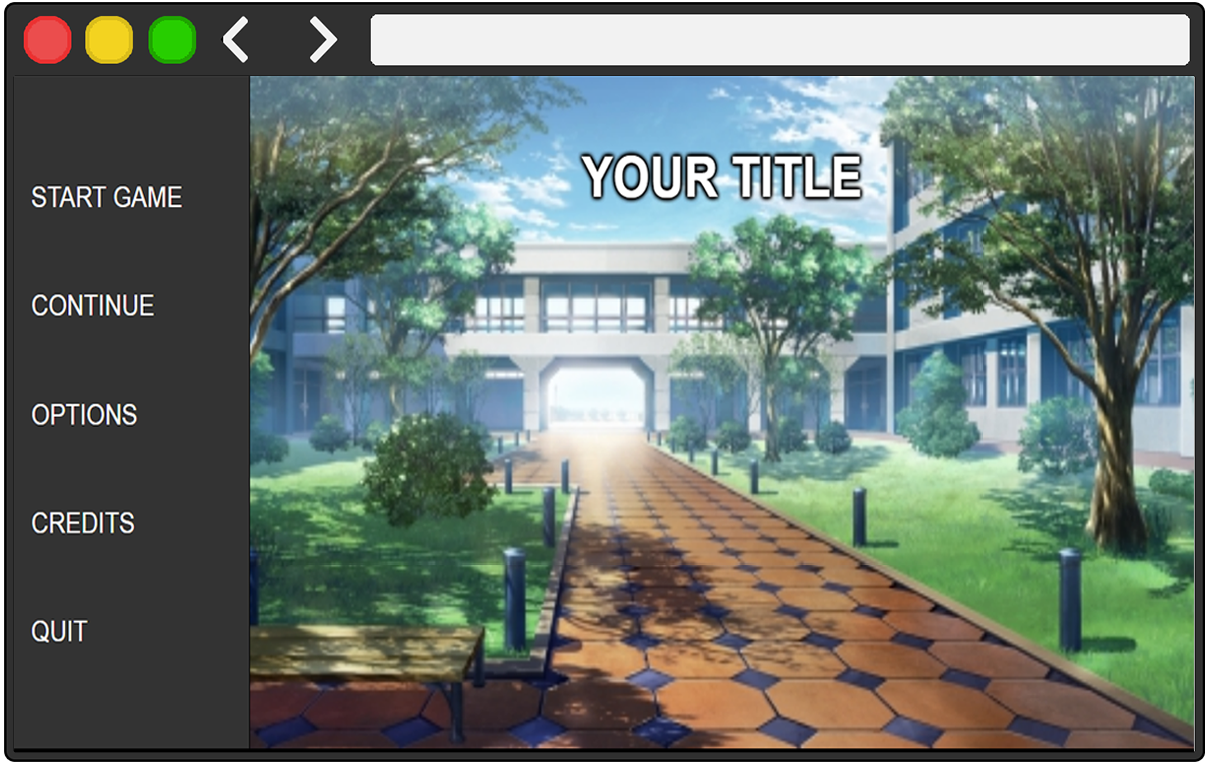 YOUR TITLE
START GAME
CONTINUE
OPTIONS
CREDITS
QUIT